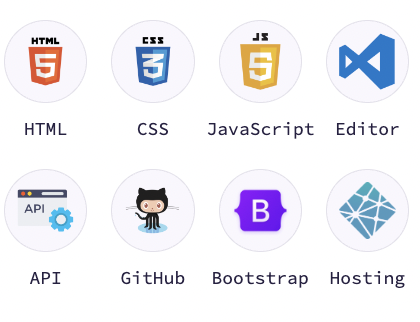 HTML CSS JS
5 3 5
HTML CSS JavaScript Editor
API B
API GitHub Bootstrap Hosting